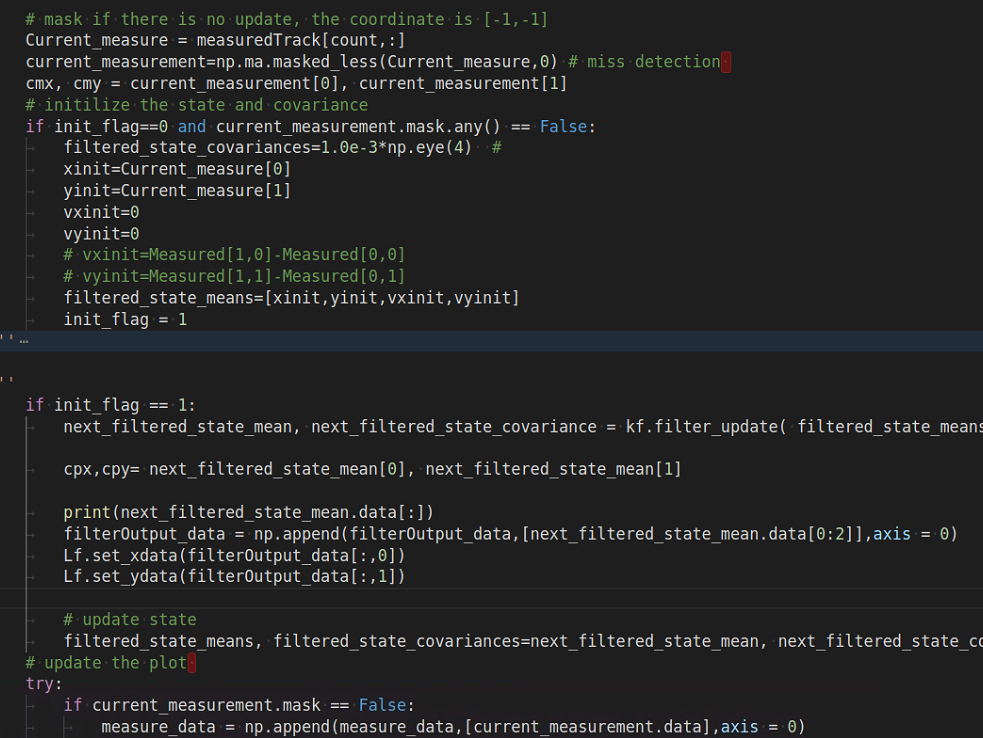 # mask if there is no update, the coordinate is [-1,-1]
Current_measure = measuredTrack[count,:]
current_measurement=np.ma.masked_less(Current_measure,0) # miss detection
cmx, cmy = current_measurement[0], current_measurement[1]
# initilize the state and covariance
if init_flag==0 and current_measurement.mask.any() == False:
filtered_state_covariances=1.0e-3*np.eye(4)  #
xinit=Current_measure[0]
yinit=Current_measure[1]
vxinit=0
vyinit=0
# vxinit=Measured[1,0]-Measured[0,0]
# vyinit=Measured[1,1]-Measured[0,1]
filtered_state_means=[xinit,yinit,vxinit,vyinit]
init_flag = 1
'' …
''
if init_flag == 1:
next_filtered_state_mean, next_filtered_state_covariance = kf.filter_update( filtered_state_means
cpx,cpy= next_filtered_state_mean[0], next_filtered_state_mean[1]
print(next_filtered_state_mean.data[:])
filterOutput_data = np.append(filterOutput_data,[next_filtered_state_mean.data[0:2]],axis = 0)
Lf.set_xdata(filterOutput_data[:,0])
Lf.set_ydata(filterOutput_data[:,1])
# update state
filtered_state_means, filtered_state_covariances=next_filtered_state_mean, next_filtered_state_co
# update the plot
try:
if current_measurement.mask == False:
measure_data = np.append(measure_data,[current_measurement.data],axis = 0)